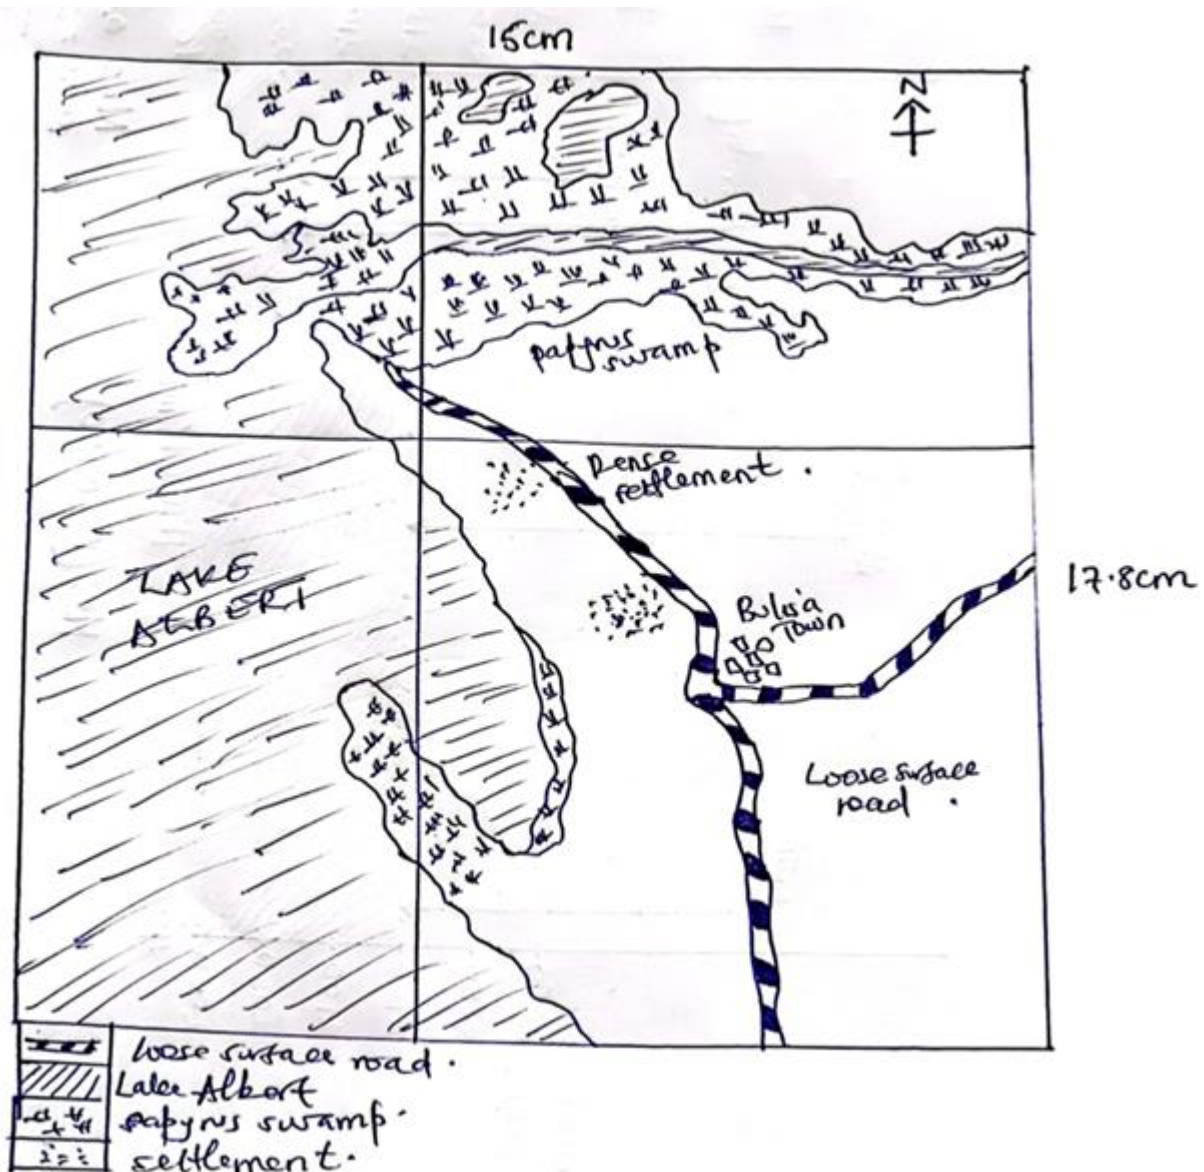 15cm
N
papyrus
swamp
Dense
settlement.
LAKE
ALBERT
17.8cm
Bulisa
Town
Loose surface
road.
loose surface road.
Lake Albert
papyrus swamp.
settlement.